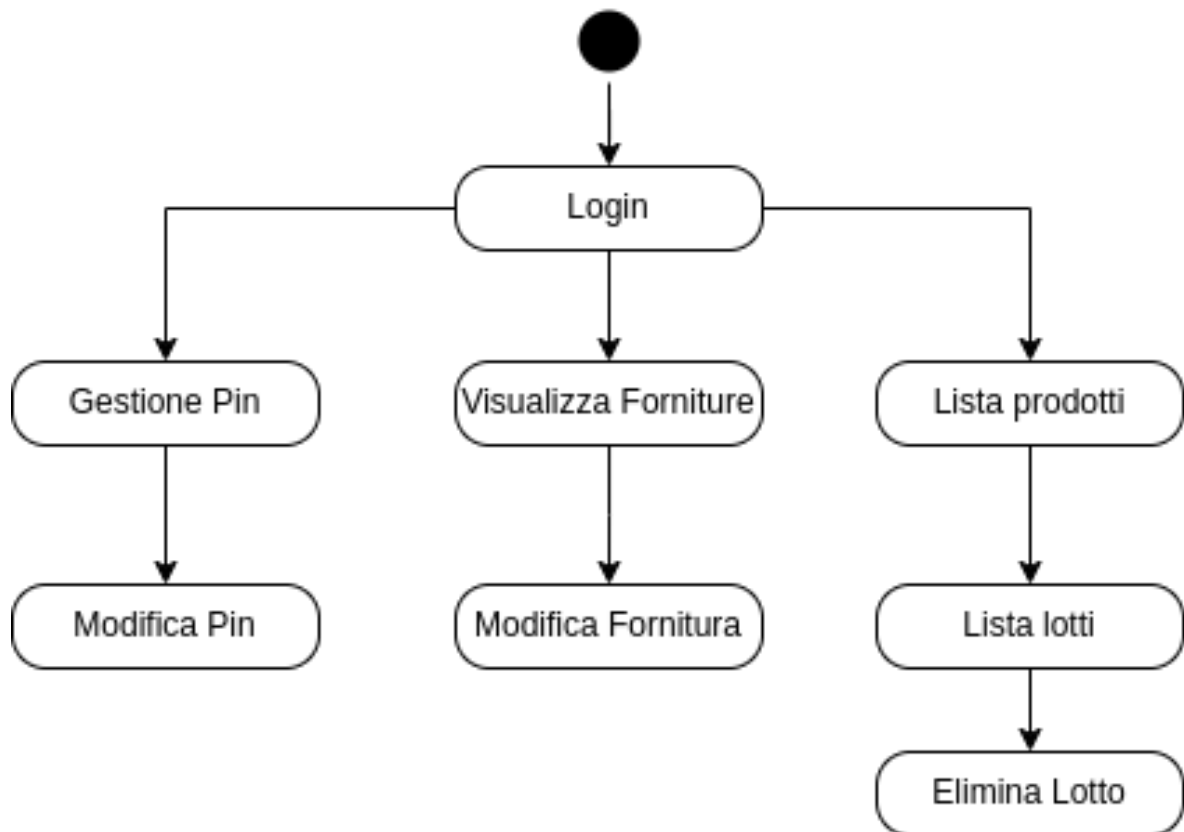 Login
Gestione Pin
Visualizza Forniture
Lista prodotti
Modifica Pin
Modifica Fornitura
Lista lotti
Elimina Lotto